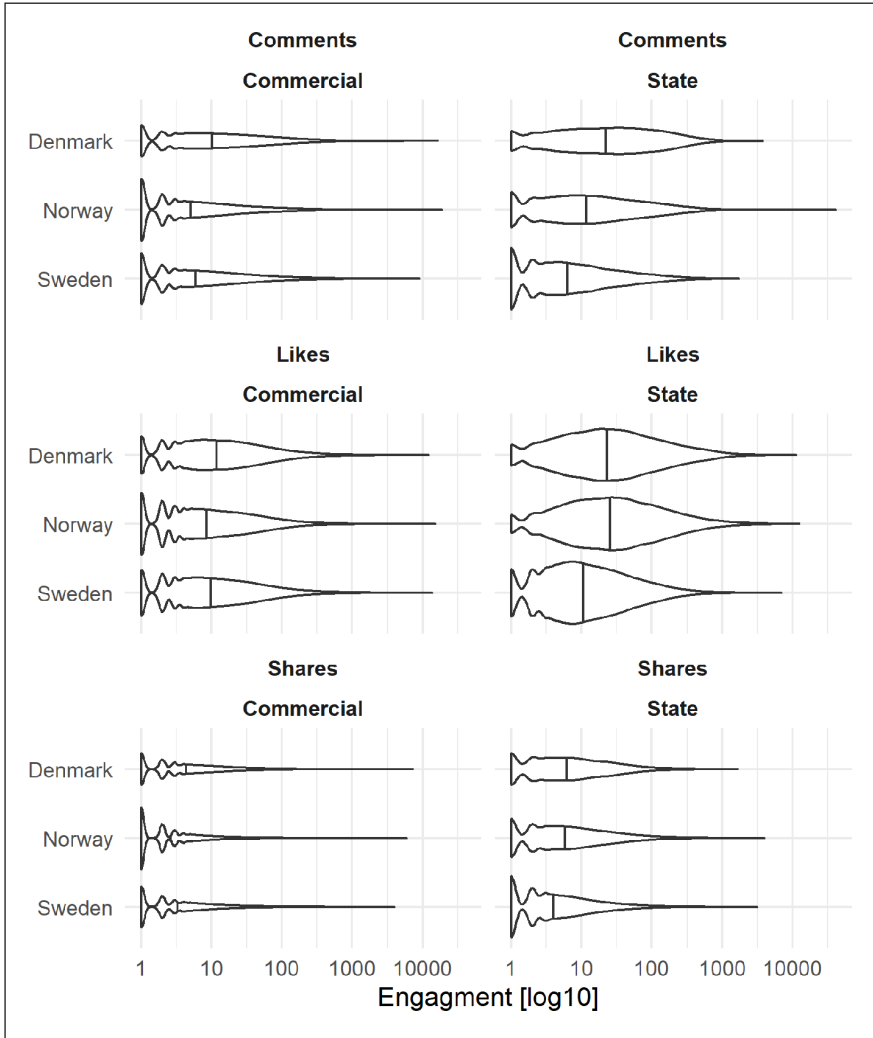 Comments Comments
Commercial State
Denmark
Norway
Sweden
Likes Likes
Commercial State
Denmark
Norway
Sweden
Shares Shares
Commercial State
Denmark
Norway
Sweden
1 10 100 1000 10000 1 10 100 1000 10000
Engagment [log10]